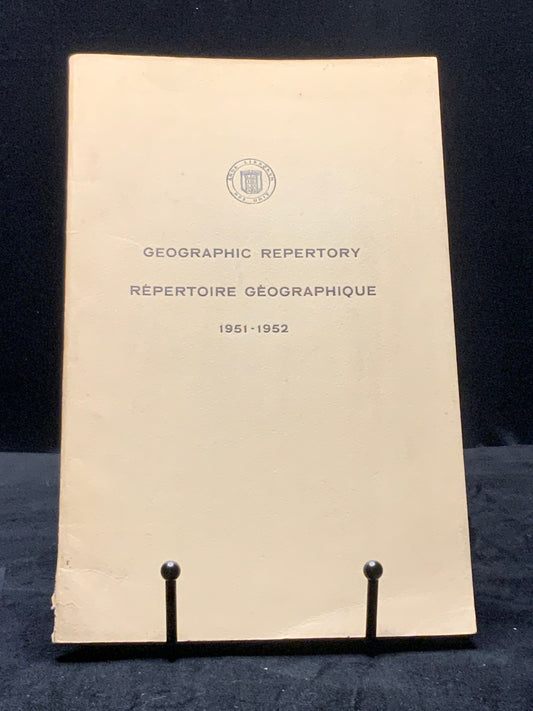 GEOGRAPHIC REPERTORY
RÉPERTOIRE GÉOGRAPHIQUE
1951-1952